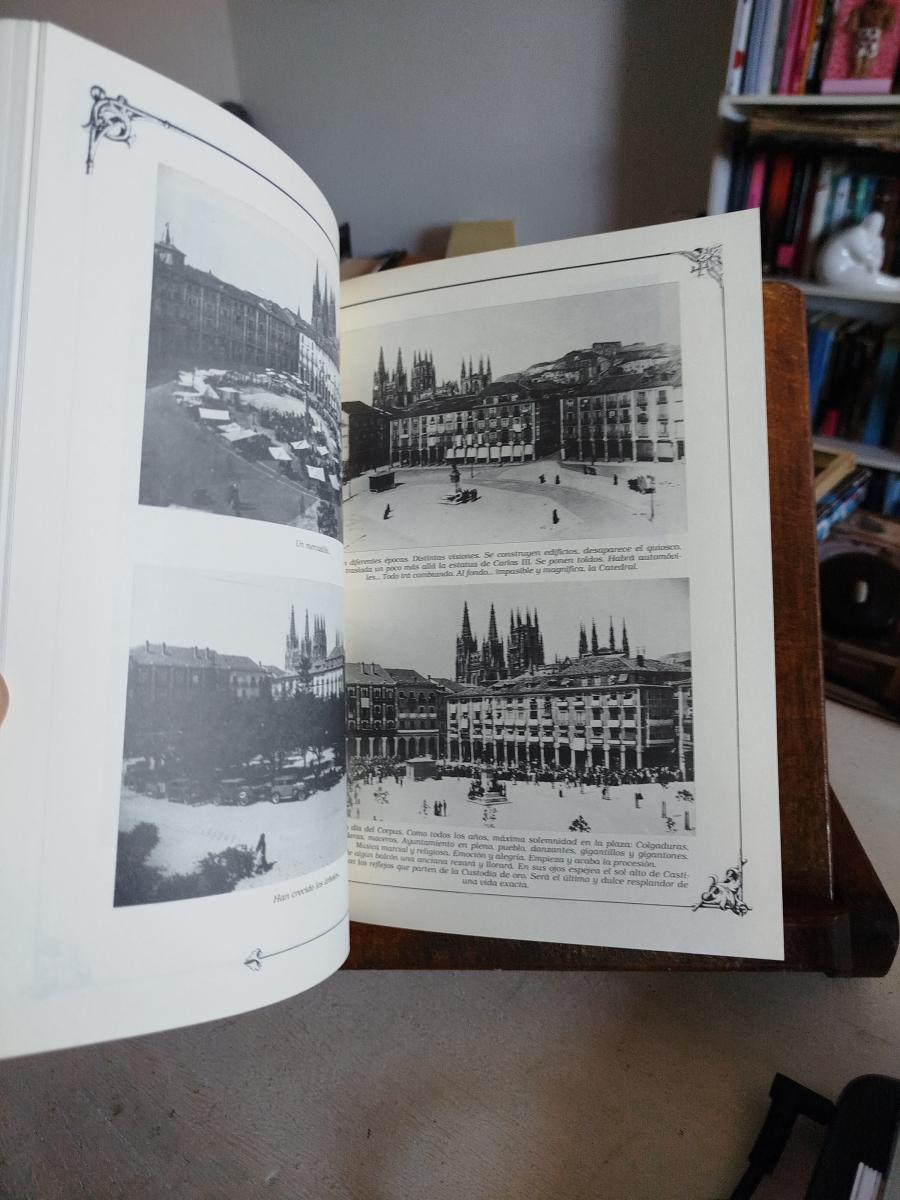 Un mercadillo...
Han crecido los árboles...
n diferentes épocas. Distintas visiones. Se construyen edificios, desaparece el quiosco.
raslada un poco más allá la estatua de Carlos III. Se ponen toldos. Habrá automóvi-
les... Todo irá cambiando. Al fondo... impasible y magnífica, la Catedral.
día del Corpus. Como todos los años, máxima solemnidad en la plaza: Colgaduras,
deras, maceros, Ayuntamiento en pleno, pueblo, danzantes, gigantillos y gigantones.
Música marcial y religiosa. Emoción y alegría. Empieza y acaba la procesión.
e algún balcón una anciana rezará y llorará. En sus ojos espejea el sol alto de Casti-
on los reflejos que parten de la Custodia de oro. Será el último y dulce resplandor de
una vida exacta.